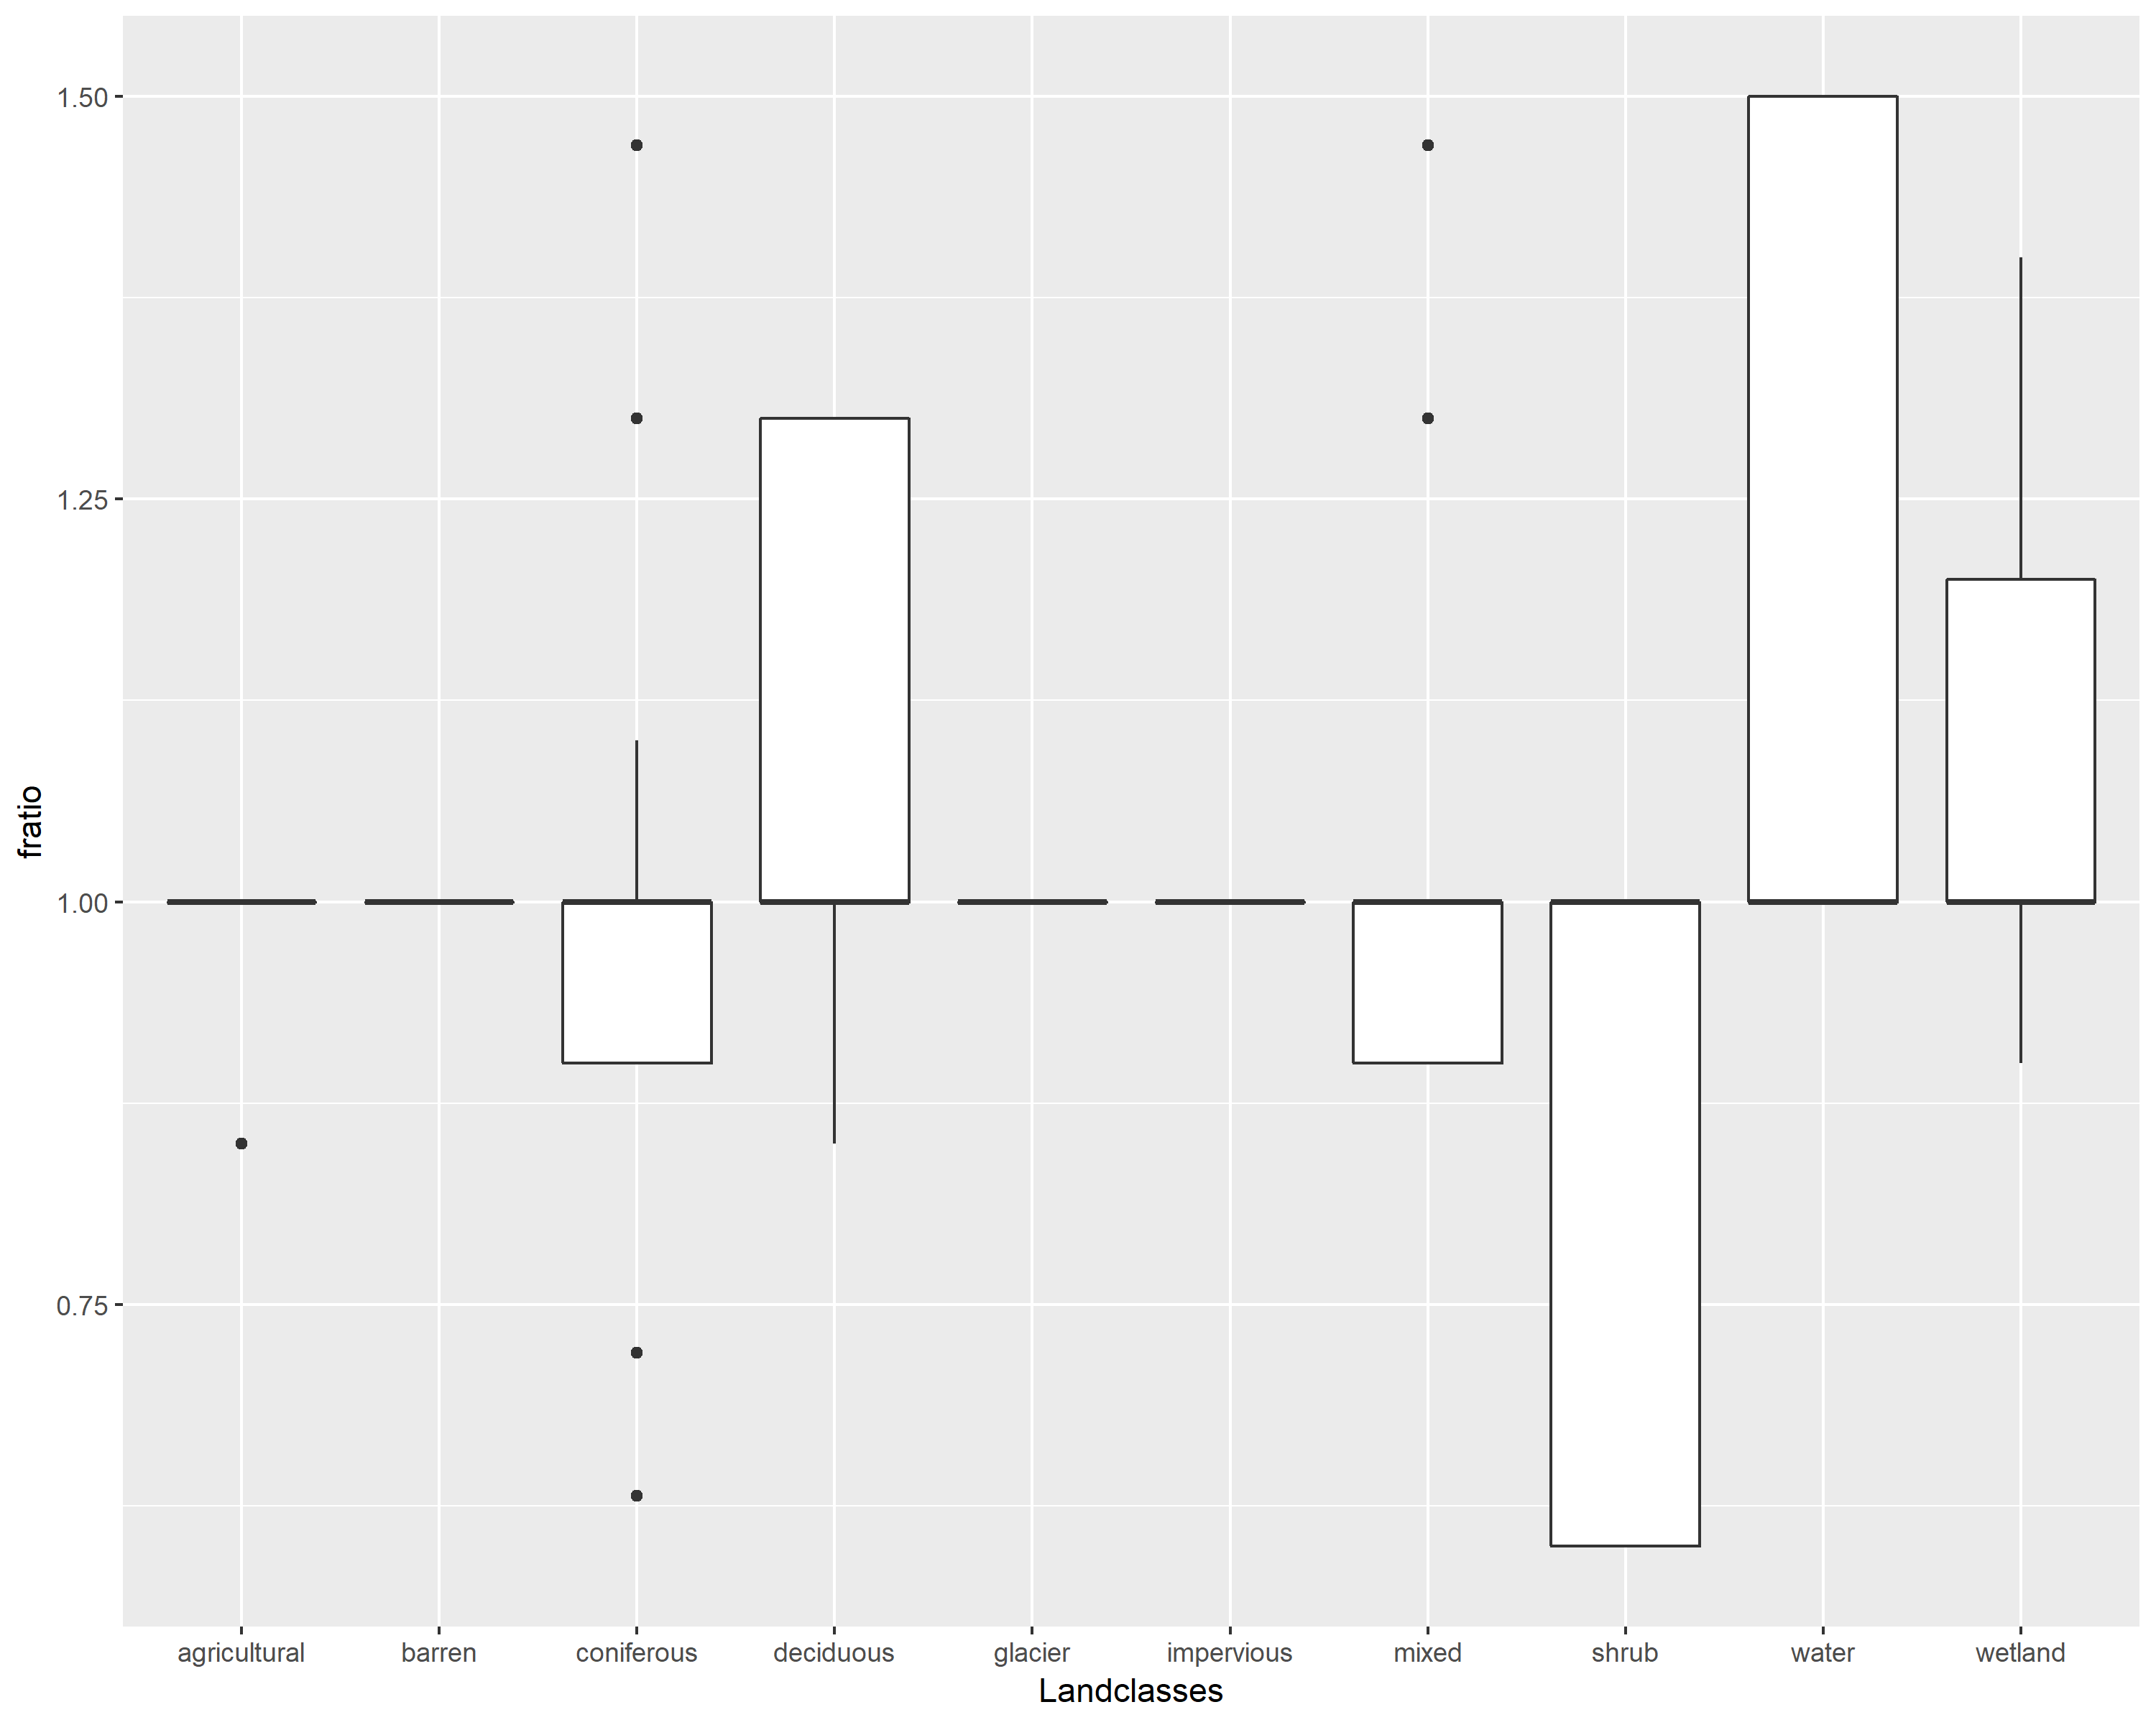 fratio
1.50
1.25
1.00
0.75
agricultural barren coniferous deciduous glacier impervious mixed shrub water wetland
Landclasses